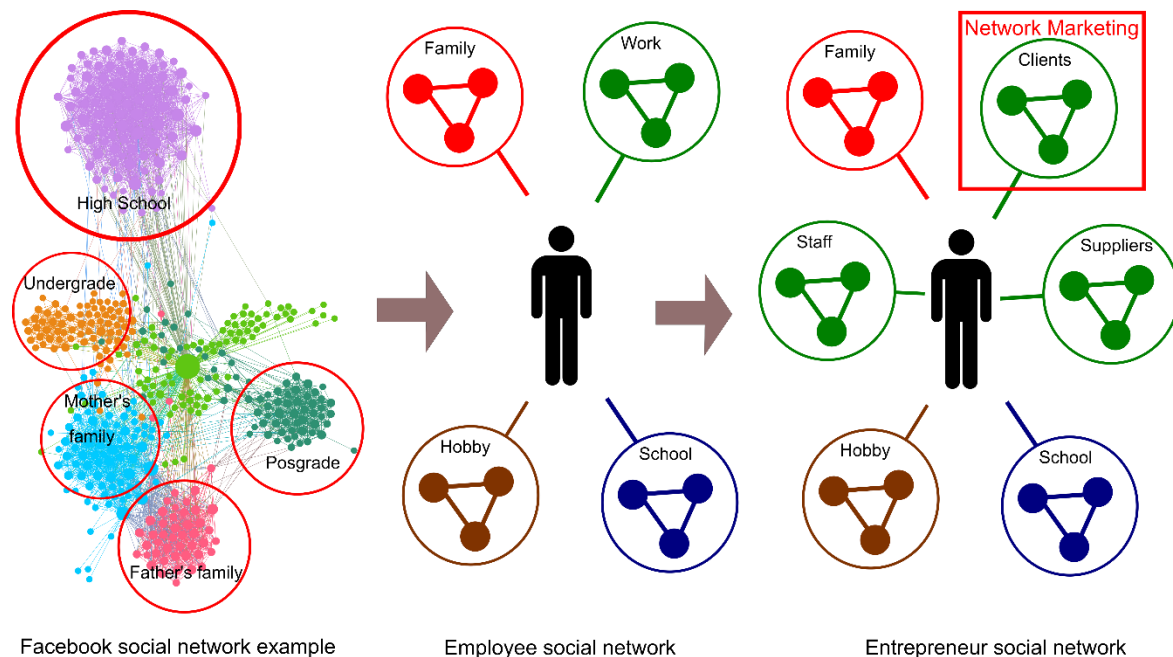 High School
Undergrade
Mother's
family
Posgrade
Father's family
Facebook social network example
Family
Work
Hobby
School
Employee social network
Network Marketing
Family
Clients
Staff
Suppliers
Hobby
School
Entrepreneur social network